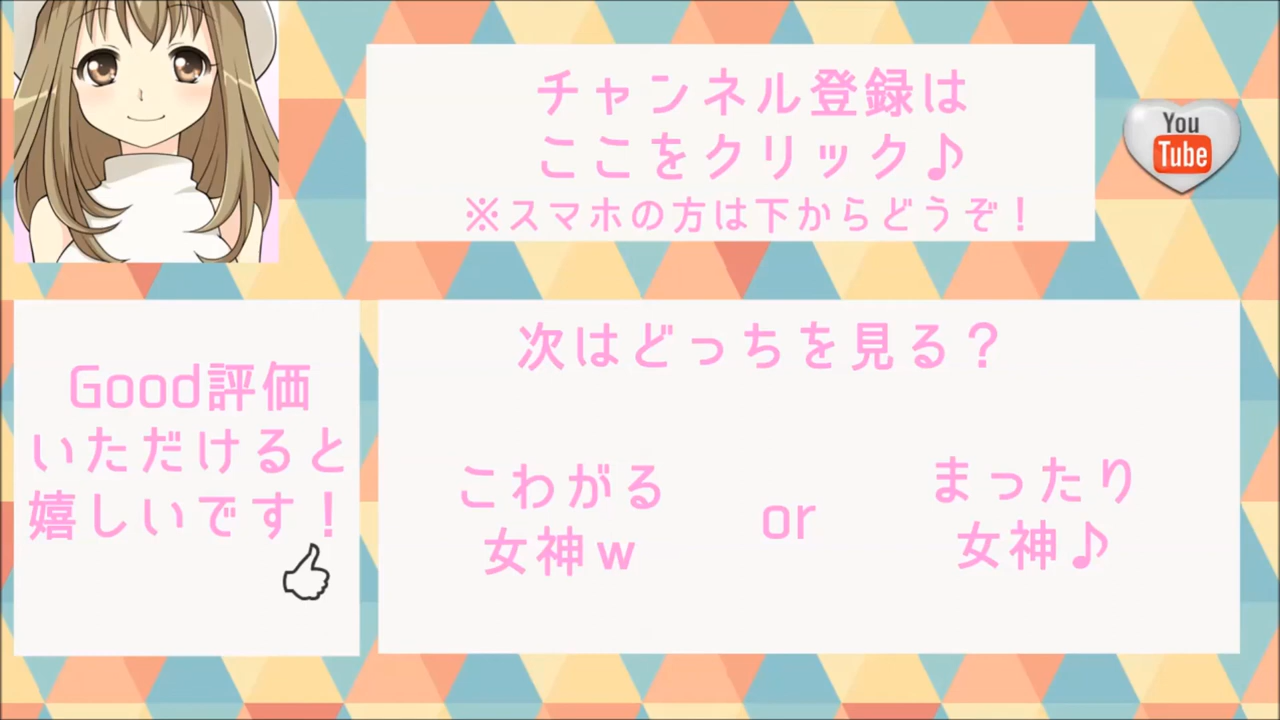 チャンネル登録は
ここをクリック♪
※スマホの方は下からどうぞ！
You
Tube
Good評価
いただけると
嬉しいです！
次はどっちを見る？
こわがる
女神ｗ
or
まったり
女神♪